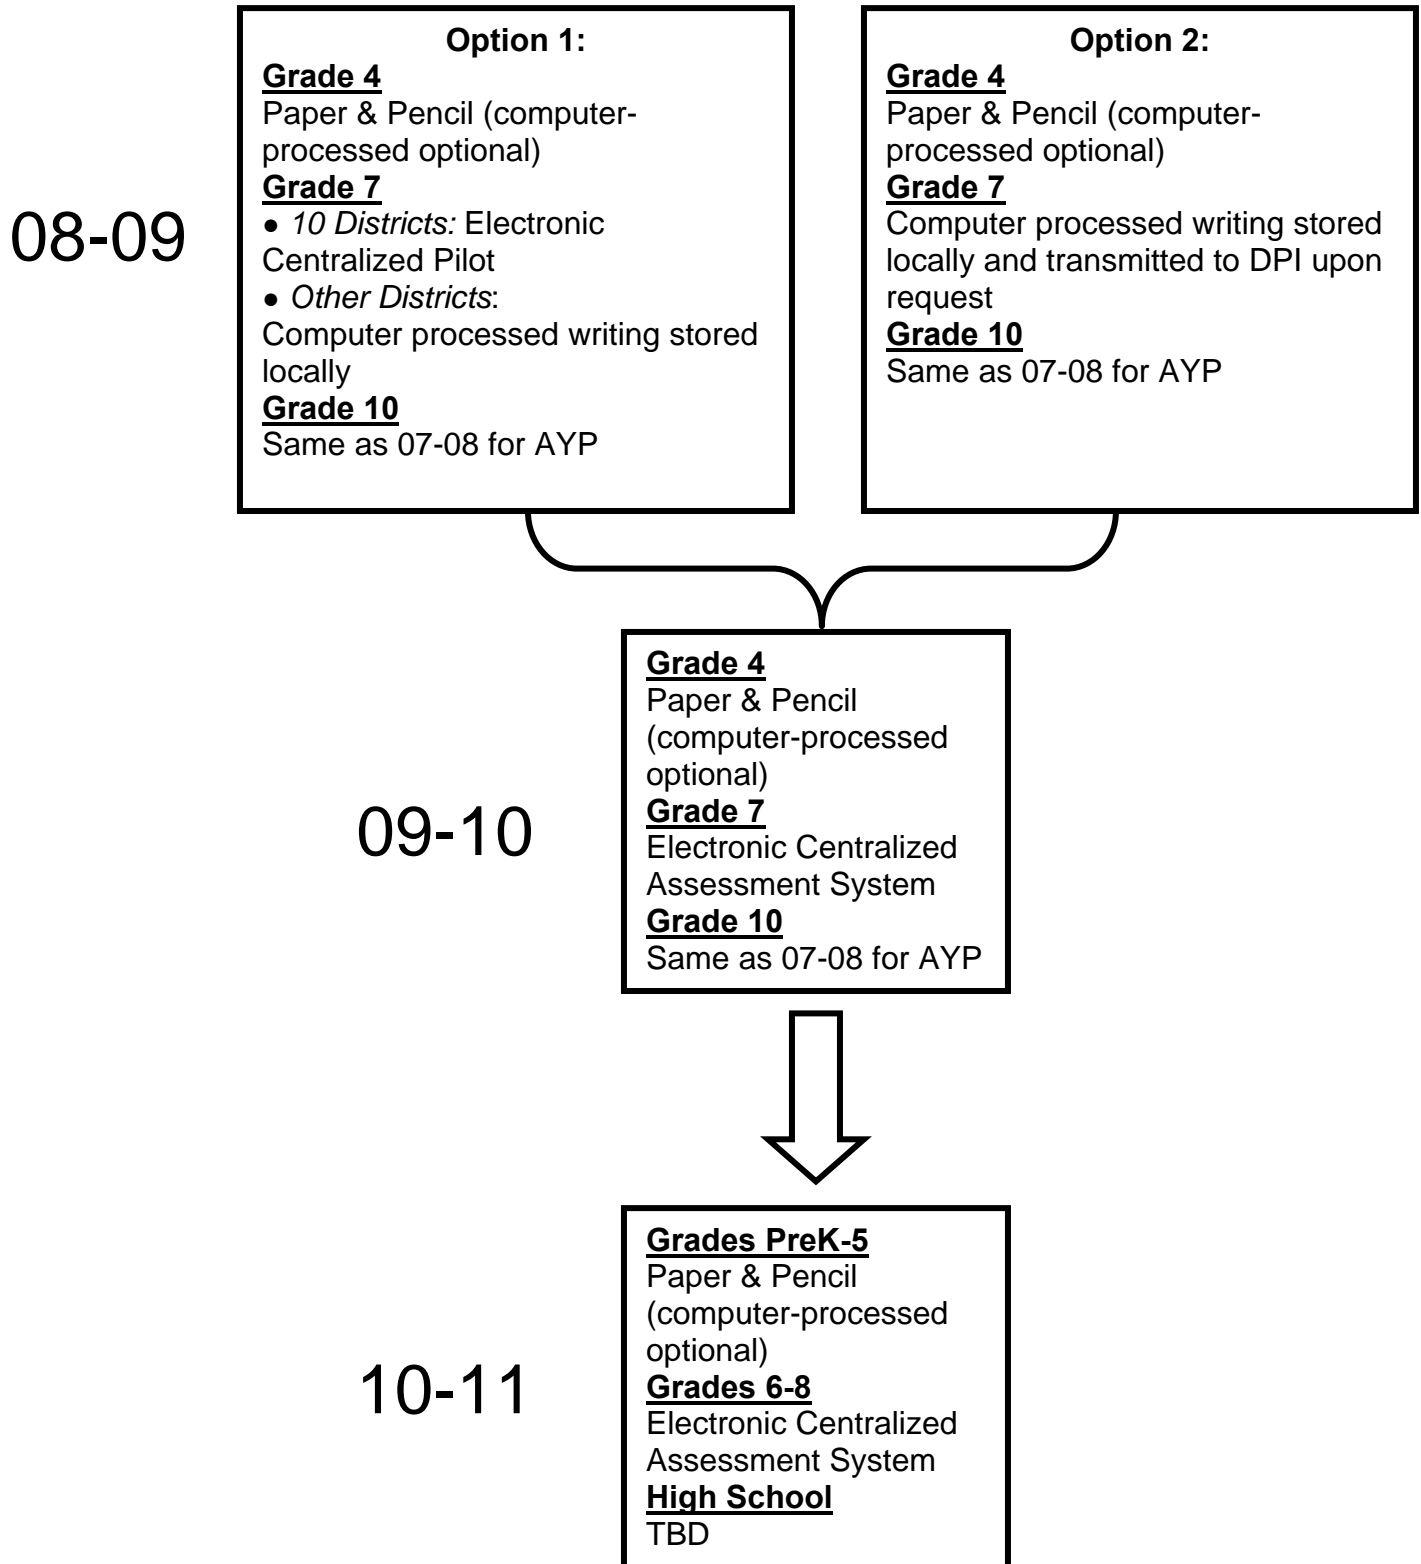 08-09
Option 1:
Grade 4
Paper & Pencil (computer-
processed optional)
Grade 7
● 10 Districts: Electronic
Centralized Pilot
● Other Districts:
Computer processed writing stored
locally
Grade 10
Same as 07-08 for AYP
Option 2:
Grade 4
Paper & Pencil (computer-
processed optional)
Grade 7
Computer processed writing stored
locally and transmitted to DPI upon
request
Grade 10
Same as 07-08 for AYP
09-10
Grade 4
Paper & Pencil
(computer-processed
optional)
Grade 7
Electronic Centralized
Assessment System
Grade 10
Same as 07-08 for AYP
10-11
Grades PreK-5
Paper & Pencil
(computer-processed
optional)
Grades 6-8
Electronic Centralized
Assessment System
High School
TBD